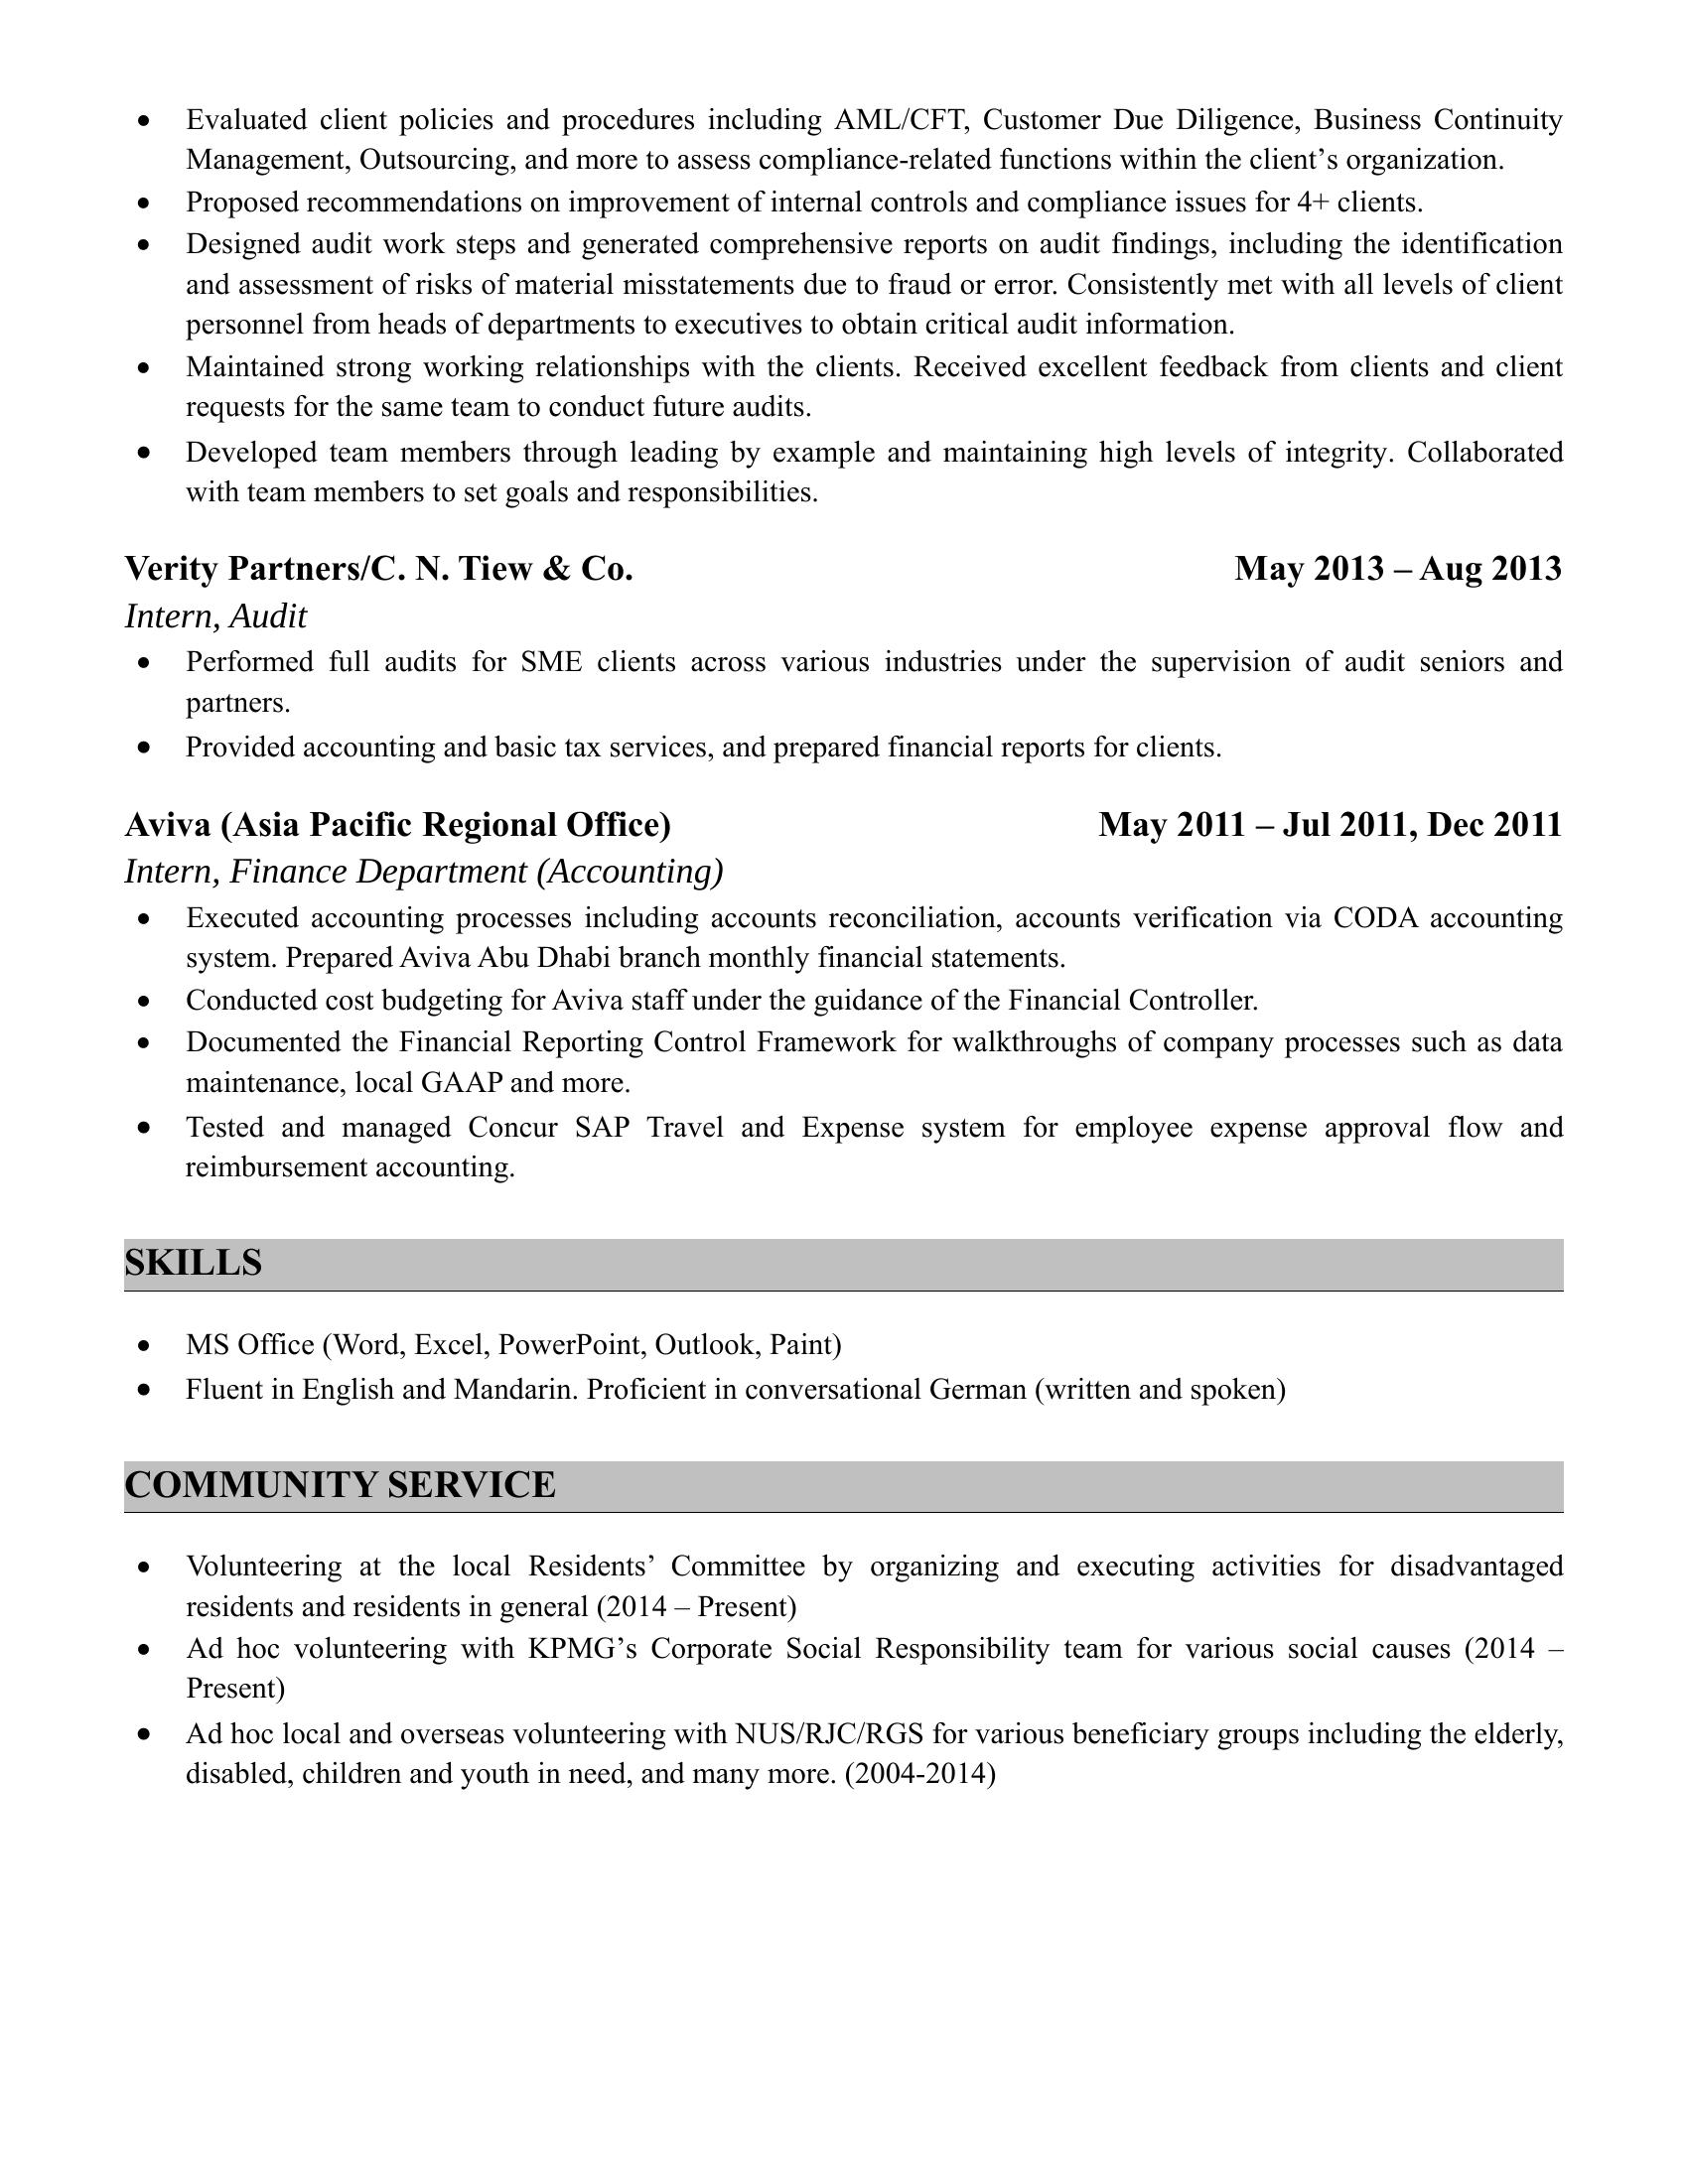 • Evaluated client policies and procedures including AML/CFT, Customer Due Diligence, Business Continuity
Management, Outsourcing, and more to assess compliance-related functions within the client’s organization.
• Proposed recommendations on improvement of internal controls and compliance issues for 4+ clients.
• Designed audit work steps and generated comprehensive reports on audit findings, including the identification
and assessment of risks of material misstatements due to fraud or error. Consistently met with all levels of client
personnel from heads of departments to executives to obtain critical audit information.
• Maintained strong working relationships with the clients. Received excellent feedback from clients and client
requests for the same team to conduct future audits.
• Developed team members through leading by example and maintaining high levels of integrity. Collaborated
with team members to set goals and responsibilities.
Verity Partners/C. N. Tiew & Co. May 2013 – Aug 2013
Intern, Audit
• Performed full audits for SME clients across various industries under the supervision of audit seniors and
partners.
• Provided accounting and basic tax services, and prepared financial reports for clients.
Aviva (Asia Pacific Regional Office) May 2011 – Jul 2011, Dec 2011
Intern, Finance Department (Accounting)
• Executed accounting processes including accounts reconciliation, accounts verification via CODA accounting
system. Prepared Aviva Abu Dhabi branch monthly financial statements.
• Conducted cost budgeting for Aviva staff under the guidance of the Financial Controller.
• Documented the Financial Reporting Control Framework for walkthroughs of company processes such as data
maintenance, local GAAP and more.
• Tested and managed Concur SAP Travel and Expense system for employee expense approval flow and
reimbursement accounting.
SKILLS
• MS Office (Word, Excel, PowerPoint, Outlook, Paint)
• Fluent in English and Mandarin. Proficient in conversational German (written and spoken)
COMMUNITY SERVICE
• Volunteering at the local Residents’ Committee by organizing and executing activities for disadvantaged
residents and residents in general (2014 – Present)
• Ad hoc volunteering with KPMG’s Corporate Social Responsibility team for various social causes (2014 –
Present)
• Ad hoc local and overseas volunteering with NUS/RJC/RGS for various beneficiary groups including the elderly,
disabled, children and youth in need, and many more. (2004-2014)